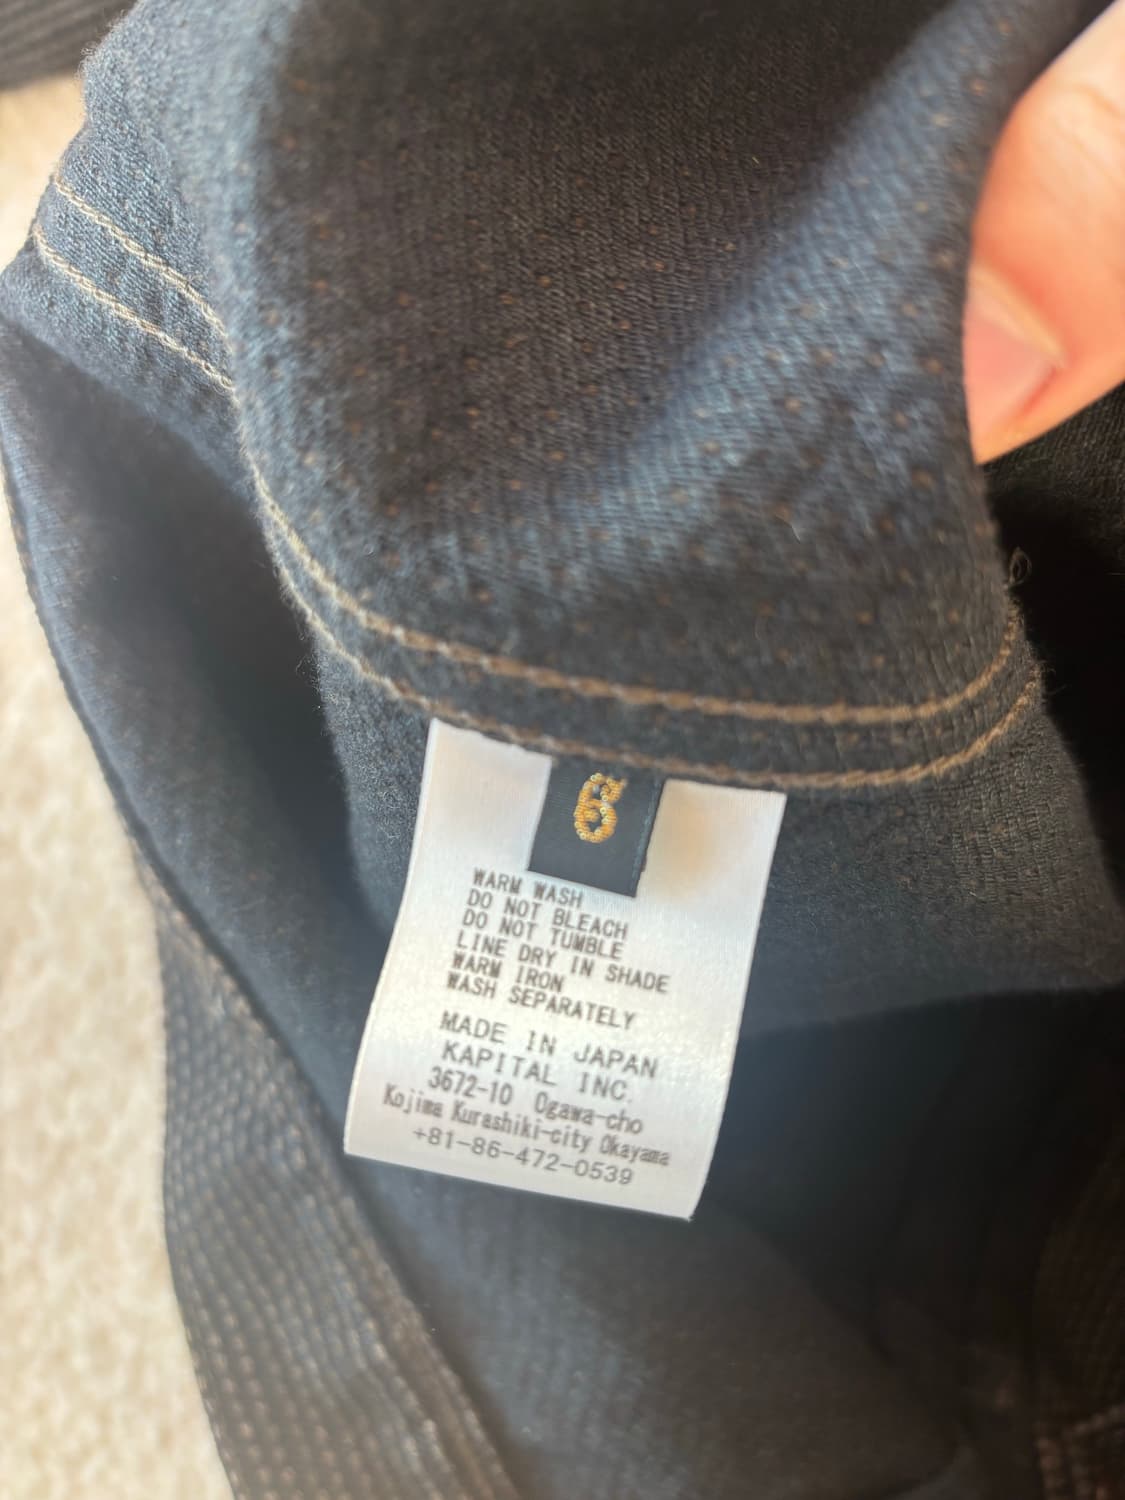 6
WARM WASH
DO NOT BLEACH
DO NOT TUMBLE
LINE DRY IN SHADE
WARM IRON
WASH SEPARATELY
MADE IN JAPAN
KAPITAL INC.
3672-10 Ogawa-cho
Kojima Kurashiki-city Okayama
+81-86-472-0539